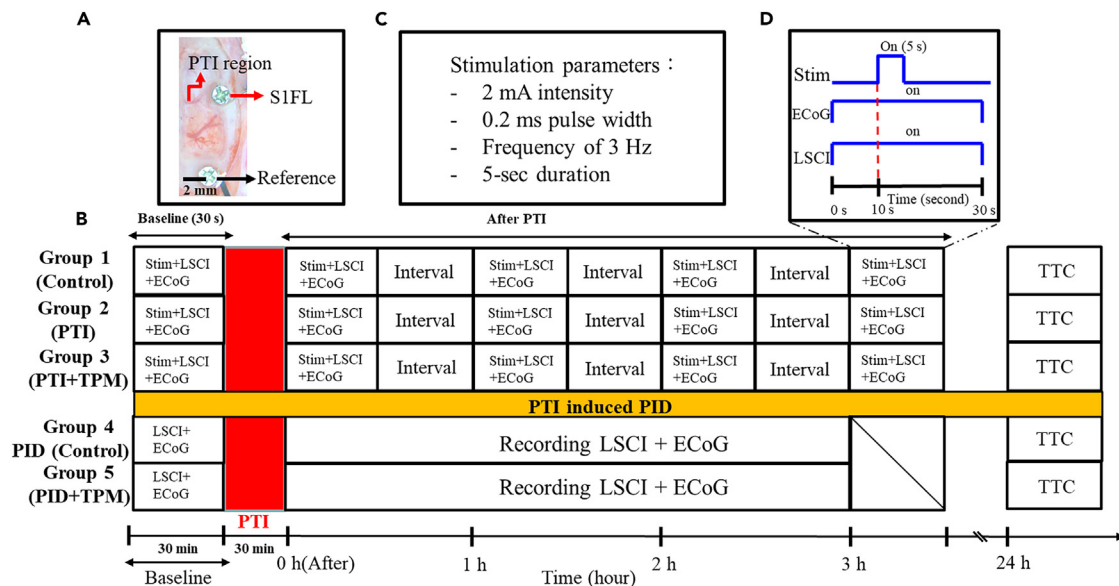 A
PTI region
S1FL
2 mm
Reference
C
Stimulation parameters：
- 2 mA intensity
- 0.2 ms pulse width
- Frequency of 3 Hz
- 5-sec duration
D
On (5 s)
Stim
on
ECoG
on
LSCI
Time (second)
0 s 10s 30 s
B
Baseline (30 s)
After PTI
Group 1
(Control)
Stim+LSCI
+ECoG
Stim+LSCI
+ECoG
Interval
Stim+LSCI
+ECoG
Interval
Stim+LSCI
+ECoG
Interval
Stim+LSCI
+ECoG
TTC
Group 2
(PTI)
Stim+LSCI
+ECoG
Stim+LSCI
+ECoG
Interval
Stim+LSCI
+ECoG
Interval
Stim+LSCI
+ECoG
Interval
Stim+LSCI
+ECoG
TTC
Group 3
(PTI+TPM)
Stim+LSCI
+ECoG
Stim+LSCI
+ECoG
Interval
Stim+LSCI
+ECoG
Interval
Stim+LSCI
+ECoG
Interval
Stim+LSCI
+ECoG
TTC
PTI induced PID
Group 4
PID (Control)
LSCI+
ECoG
Recording LSCI + ECoG
TTC
Group 5
(PID+TPM)
LSCI+
ECoG
Recording LSCI + ECoG
TTC
PTI
30 min 30 min
0 h(After) 1 h 2 h 3 h 24 h
Baseline
Time (hour)